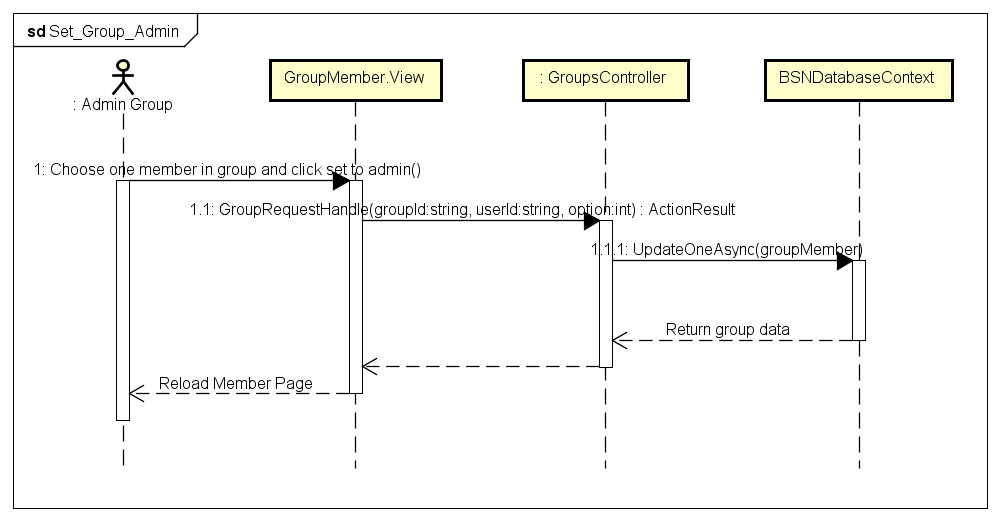 sd Set_Group_Admin
: Admin Group
GroupMember.View
: GroupsController
BSNDatabaseContext
1: Choose one member in group and click set to admin()
1.1: GroupRequestHandle(groupId:string, userId:string, option:int) : ActionResult
1.1.1: UpdateOneAsync(groupMember)
Return group data
Reload Member Page